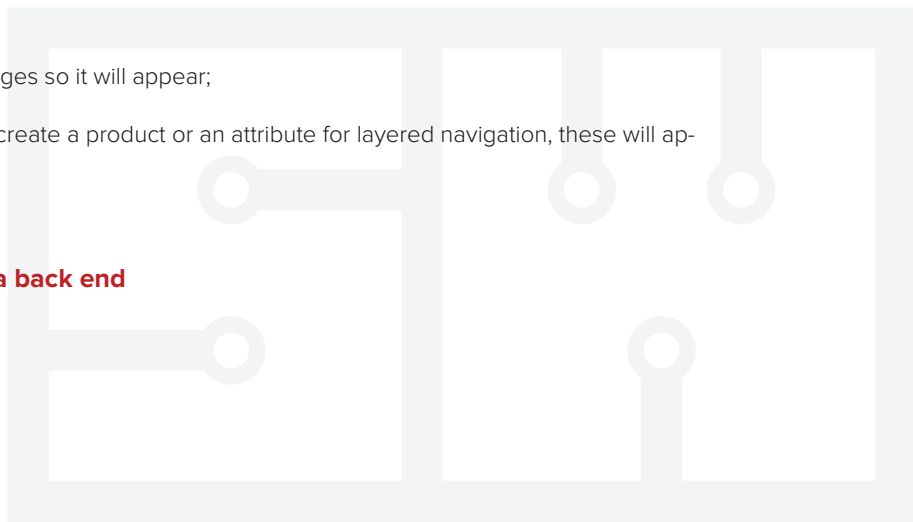 ges so it will appear;
create a product or an attribute for layered navigation, these will ap-
a back end